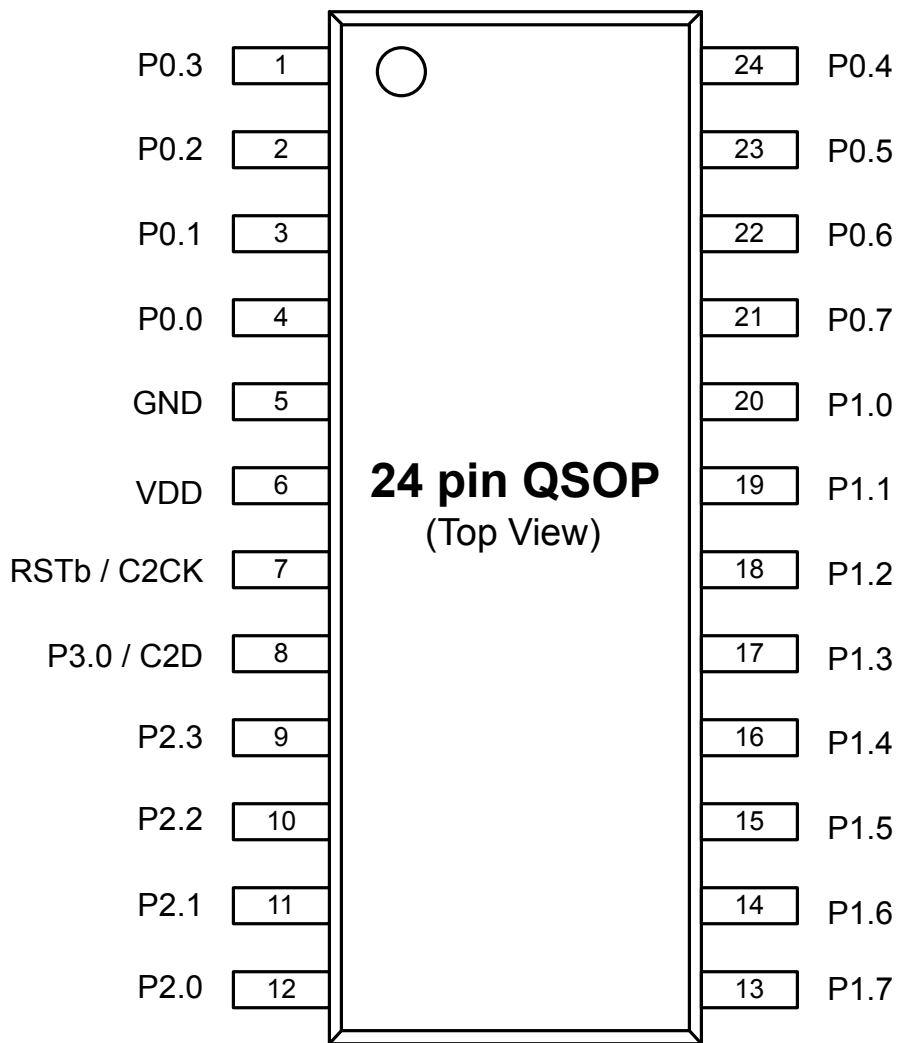 P0.3 1 24 P0.4
P0.2 2 23 P0.5
P0.1 3 22 P0.6
P0.0 4 21 P0.7
GND 5 20 P1.0
VDD 6 24 pin QSOP 19 P1.1
(Top View)
RSTb / C2CK 7 18 P1.2
P3.0 / C2D 8 17 P1.3
P2.3 9 16 P1.4
P2.2 10 15 P1.5
P2.1 11 14 P1.6
P2.0 12 13 P1.7